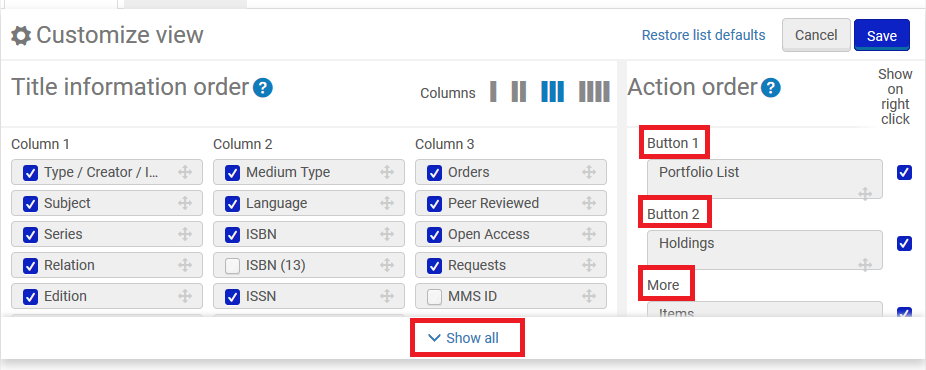 Customize view
Restore list defaults
Cancel
Save
Title information order ?
Columns
Action order ?
Show
on
right
click
Column 1
Column 2
Column 3
Button 1
Type / Creator / I...
Medium Type
Orders
Portfolio List
Subject
Language
Peer Reviewed
Button 2
Series
ISBN
Open Access
Holdings
Relation
ISBN (13)
Requests
More
Edition
ISSN
MMS ID
Items
Show all